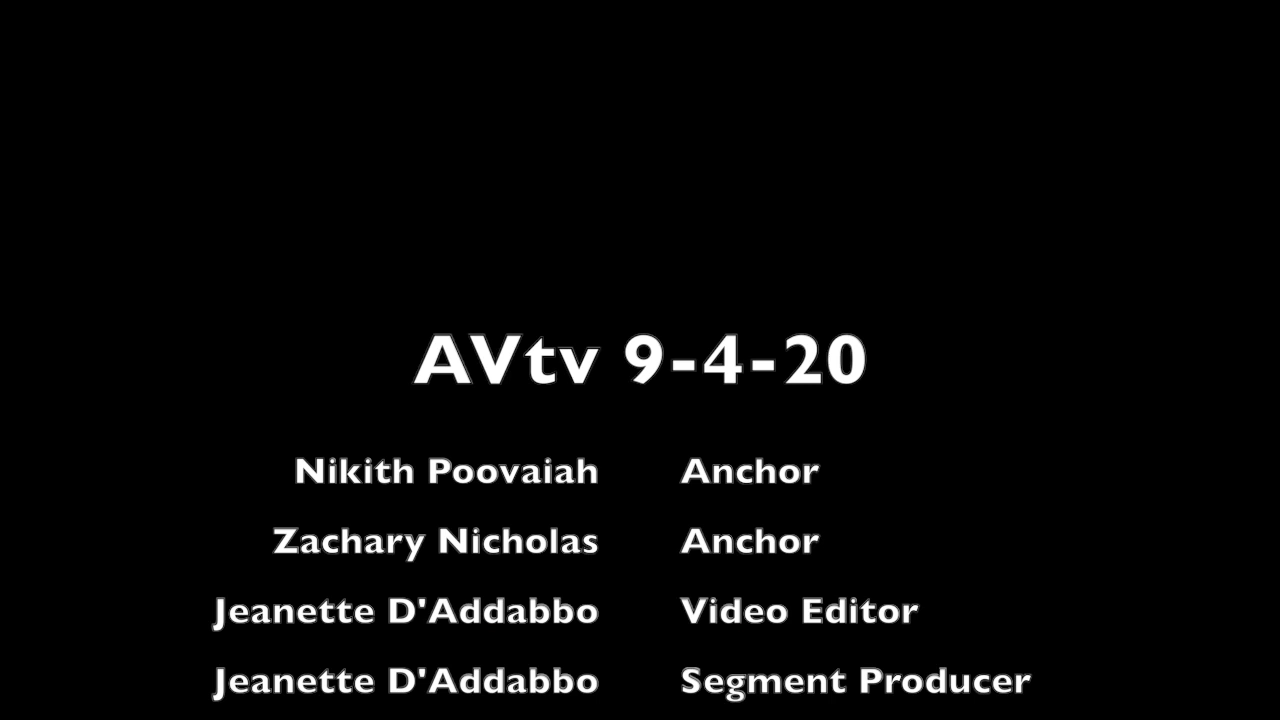 AVtv 9-4-20
Nikith Poovaiah Anchor
Zachary Nicholas Anchor
Jeanette D'Addabbo Video Editor
Jeanette D'Addabbo Segment Producer